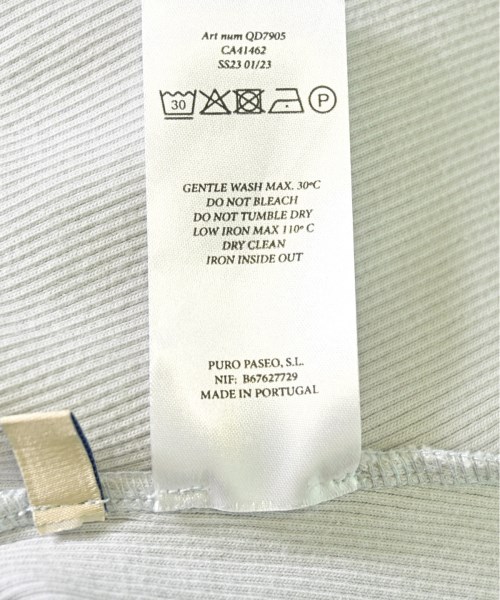 Art num QD7905
CA41462
SS23 01/23
30 P
GENTLE WASH MAX. 30ºC
DO NOT BLEACH
DO NOT TUMBLE DRY
LOW IRON MAX 110º C
DRY CLEAN
IRON INSIDE OUT
PURO PASEO, S.L.
NIF: B67627729
MADE IN PORTUGAL